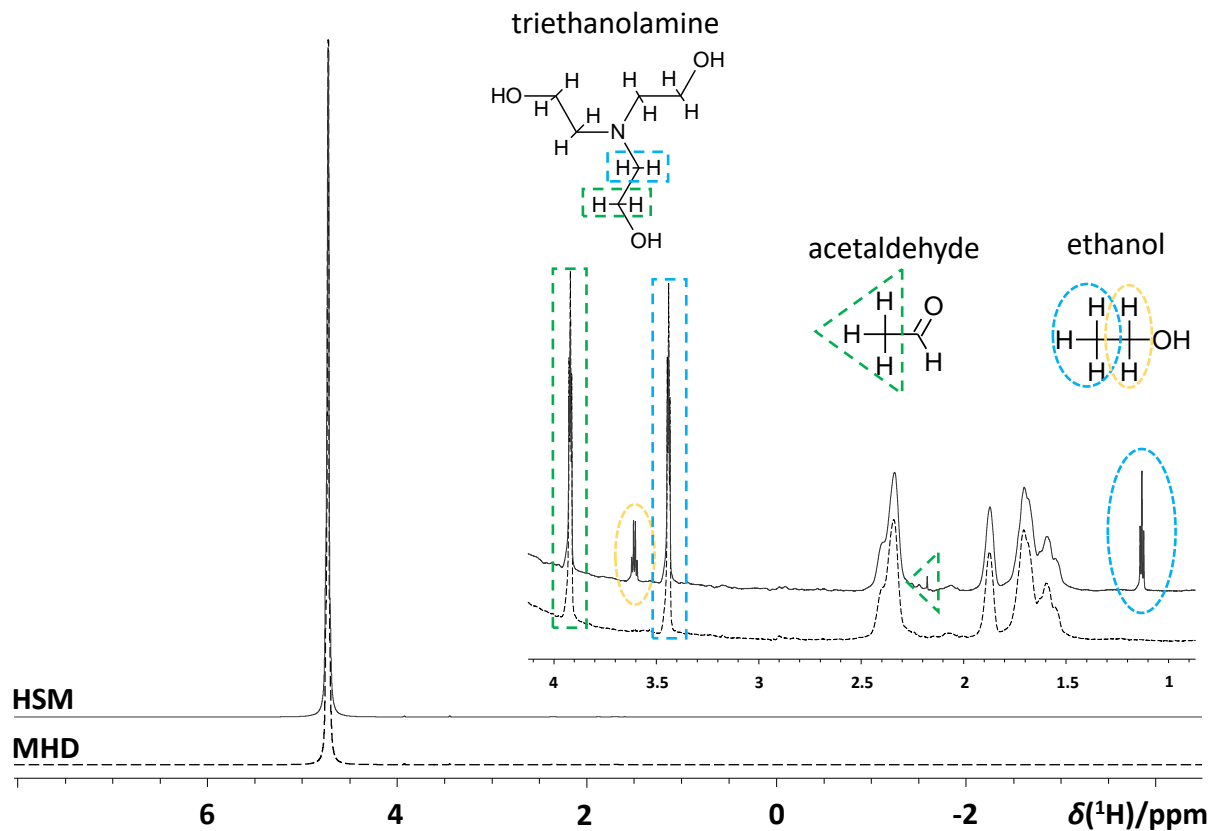 triethanolamine
OH
H
H
H
HO
H
H
H
H
H
N
H
H
H H
H H
OH
acetaldehyde
H
O
H
H
H
ethanol
H H
H OH
H H
4 3.5 3 2.5 2 1.5 1
HSM
MHD
6 4 2 0 -2 δ(¹H)/ppm